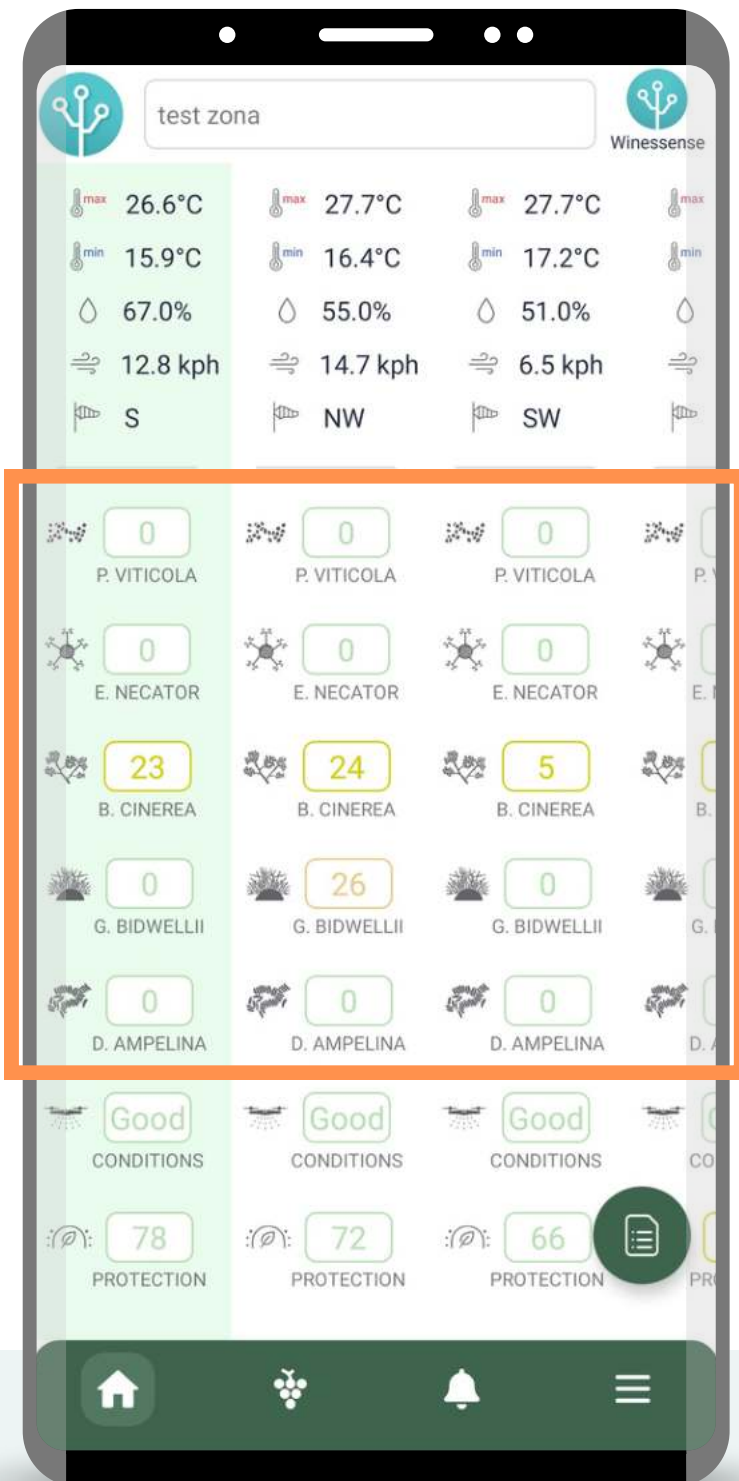 test zona
Winessense
max 26.6°C max 27.7°C max 27.7°C max
min 15.9°C min 16.4°C min 17.2°C min
67.0% 55.0% 51.0%
12.8 kph 14.7 kph 6.5 kph
S NW SW
0 0 0
P. VITICOLA P. VITICOLA P. VITICOLA P.
0 0 0
E. NECATOR E. NECATOR E. NECATOR E.
23 24 5
B. CINEREA B. CINEREA B. CINEREA B.
0 26 0
G. BIDWELLII G. BIDWELLII G. BIDWELLII G.
0 0 0
D. AMPELINA D. AMPELINA D. AMPELINA D.
Good Good Good
CONDITIONS CONDITIONS CONDITIONS CO
78 72 66
PROTECTION PROTECTION PROTECTION PR